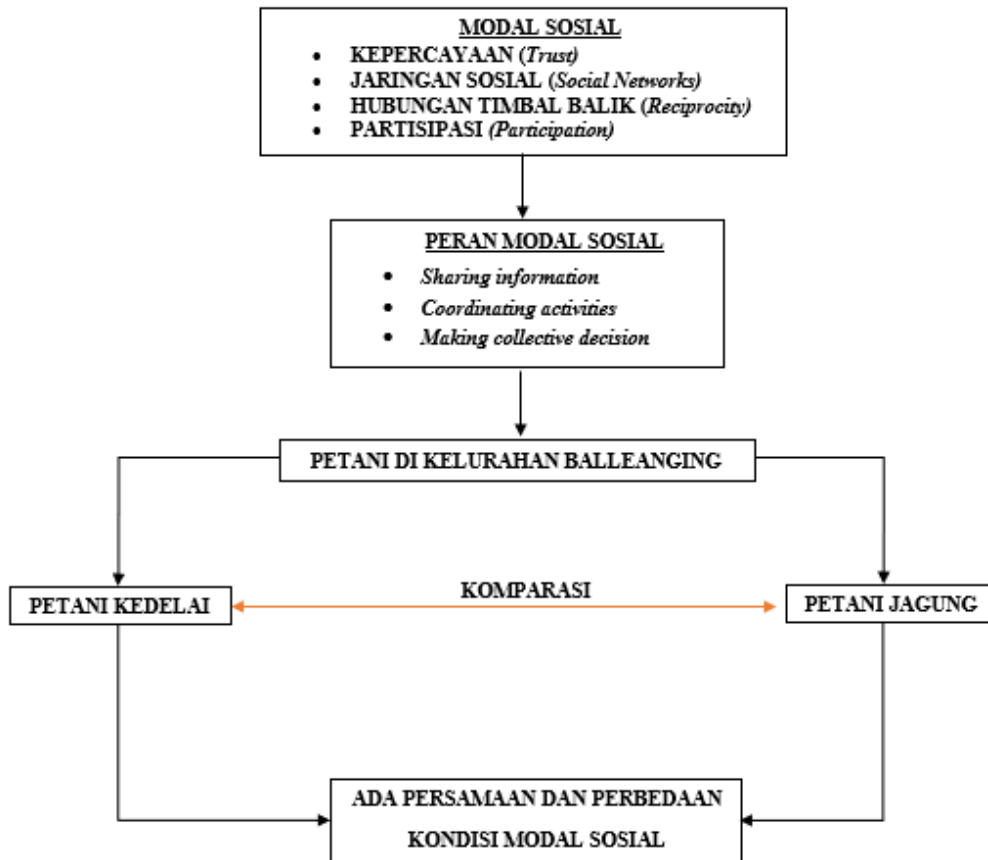 MODAL SOSIAL
• KEPERCAYAAN (Trust)
• JARINGAN SOSIAL (Social Networks)
• HUBUNGAN TIMBAL BALIK (Reciprocity)
• PARTISIPASI (Participation)
PERAN MODAL SOSIAL
• Sharing information
• Coordinating activities
• Making collective decision
PETANI DI KELURAHAN BALLEANGING
KOMPARASI
PETANI KEDELAI
PETANI JAGUNG
ADA PERSAMAAN DAN PERBEDAAN
KONDISI MODAL SOSIAL